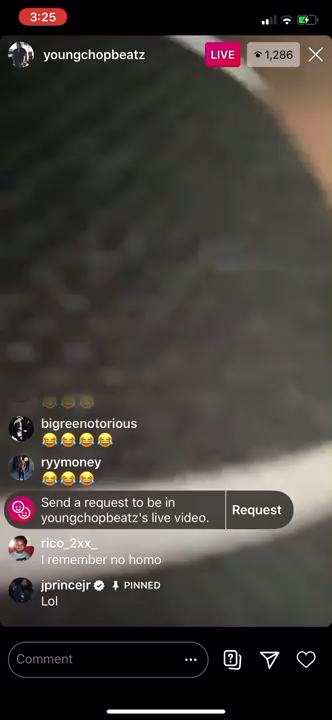 3:25
youngchopbeatz
LIVE
1,286
😂😂😂
bigreenotorious
😂😂😂😂
ryymoney
😂😂😂
Send a request to be in
youngchopbeatz's live video.
Request
rico_2xx_
I remember no homo
jprincejr PINNED
Lol
Comment